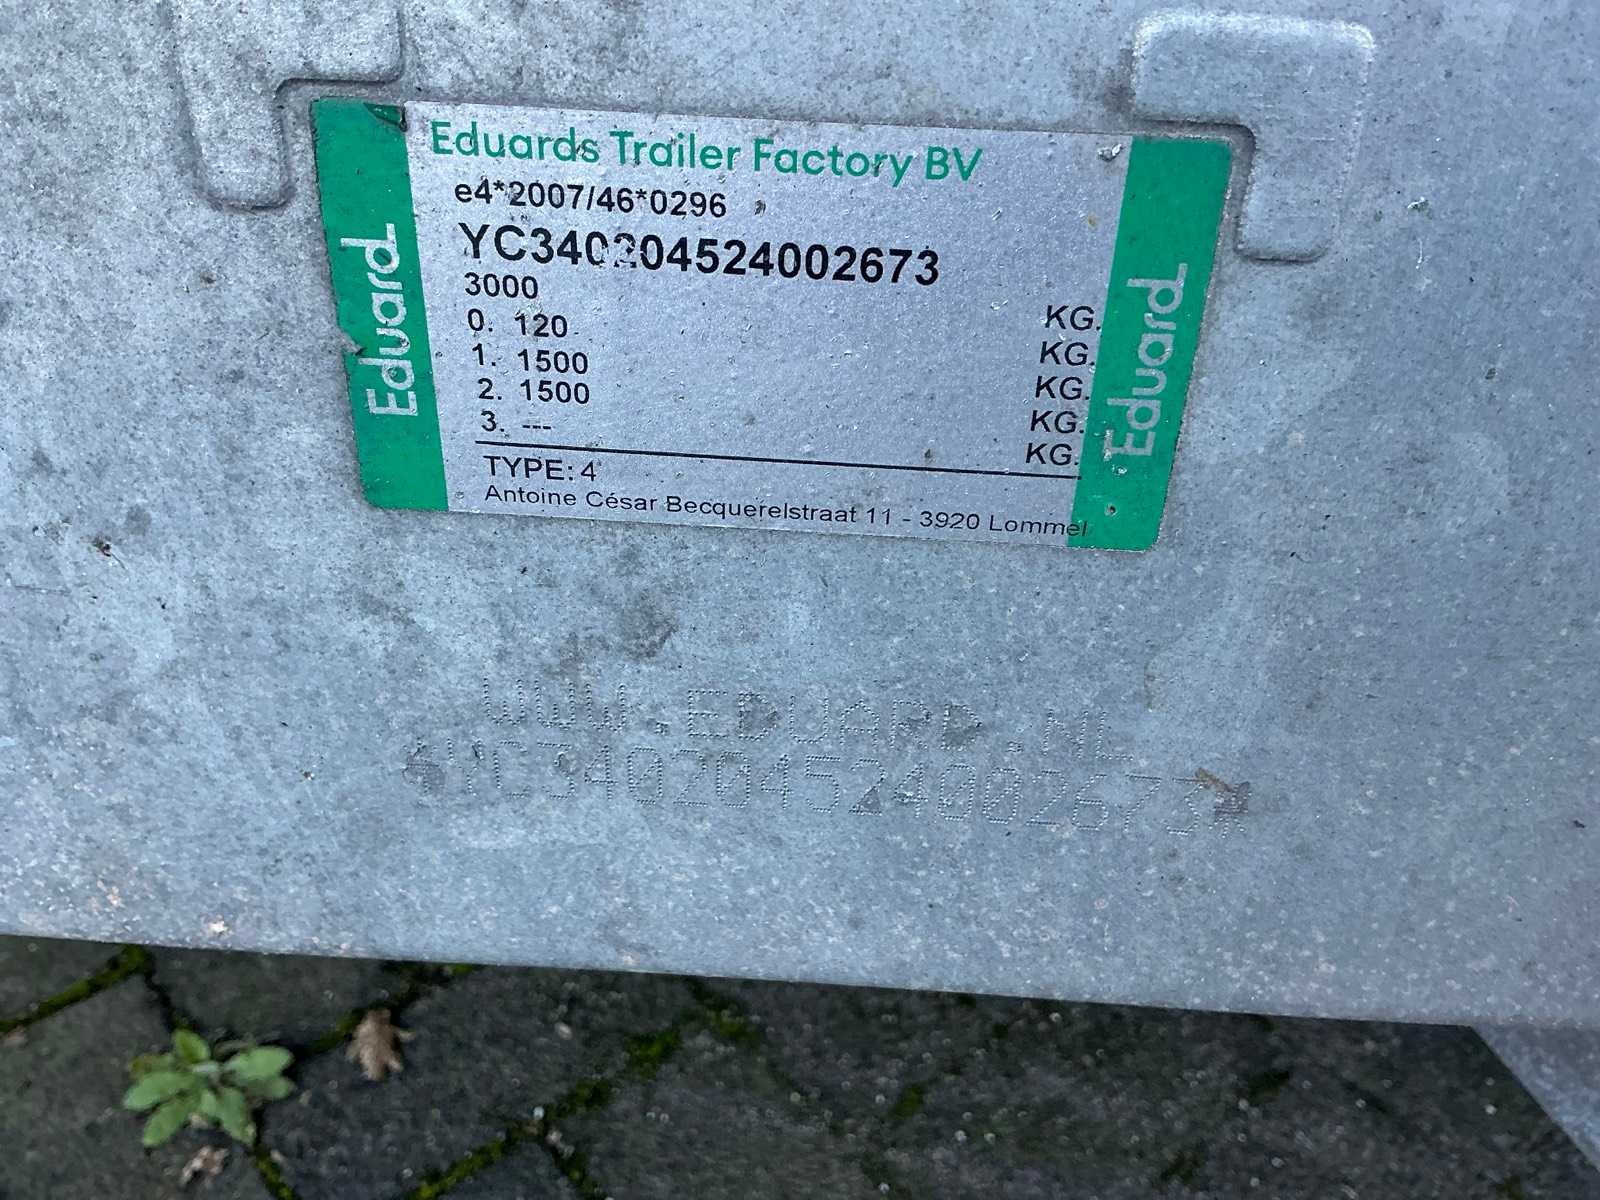 Eduard
Eduards Trailer Factory BV
e4*2007/46*0296
YC340204524002673
3000 KG.
0. 120 KG.
1. 1500 KG.
2. 1500 KG.
3. --- KG.
TYPE: 4
Antoine César Becquerelstraat 11 - 3920 Lommel
Eduard
WWW.EDUARD.NL
*YC340204524002673*